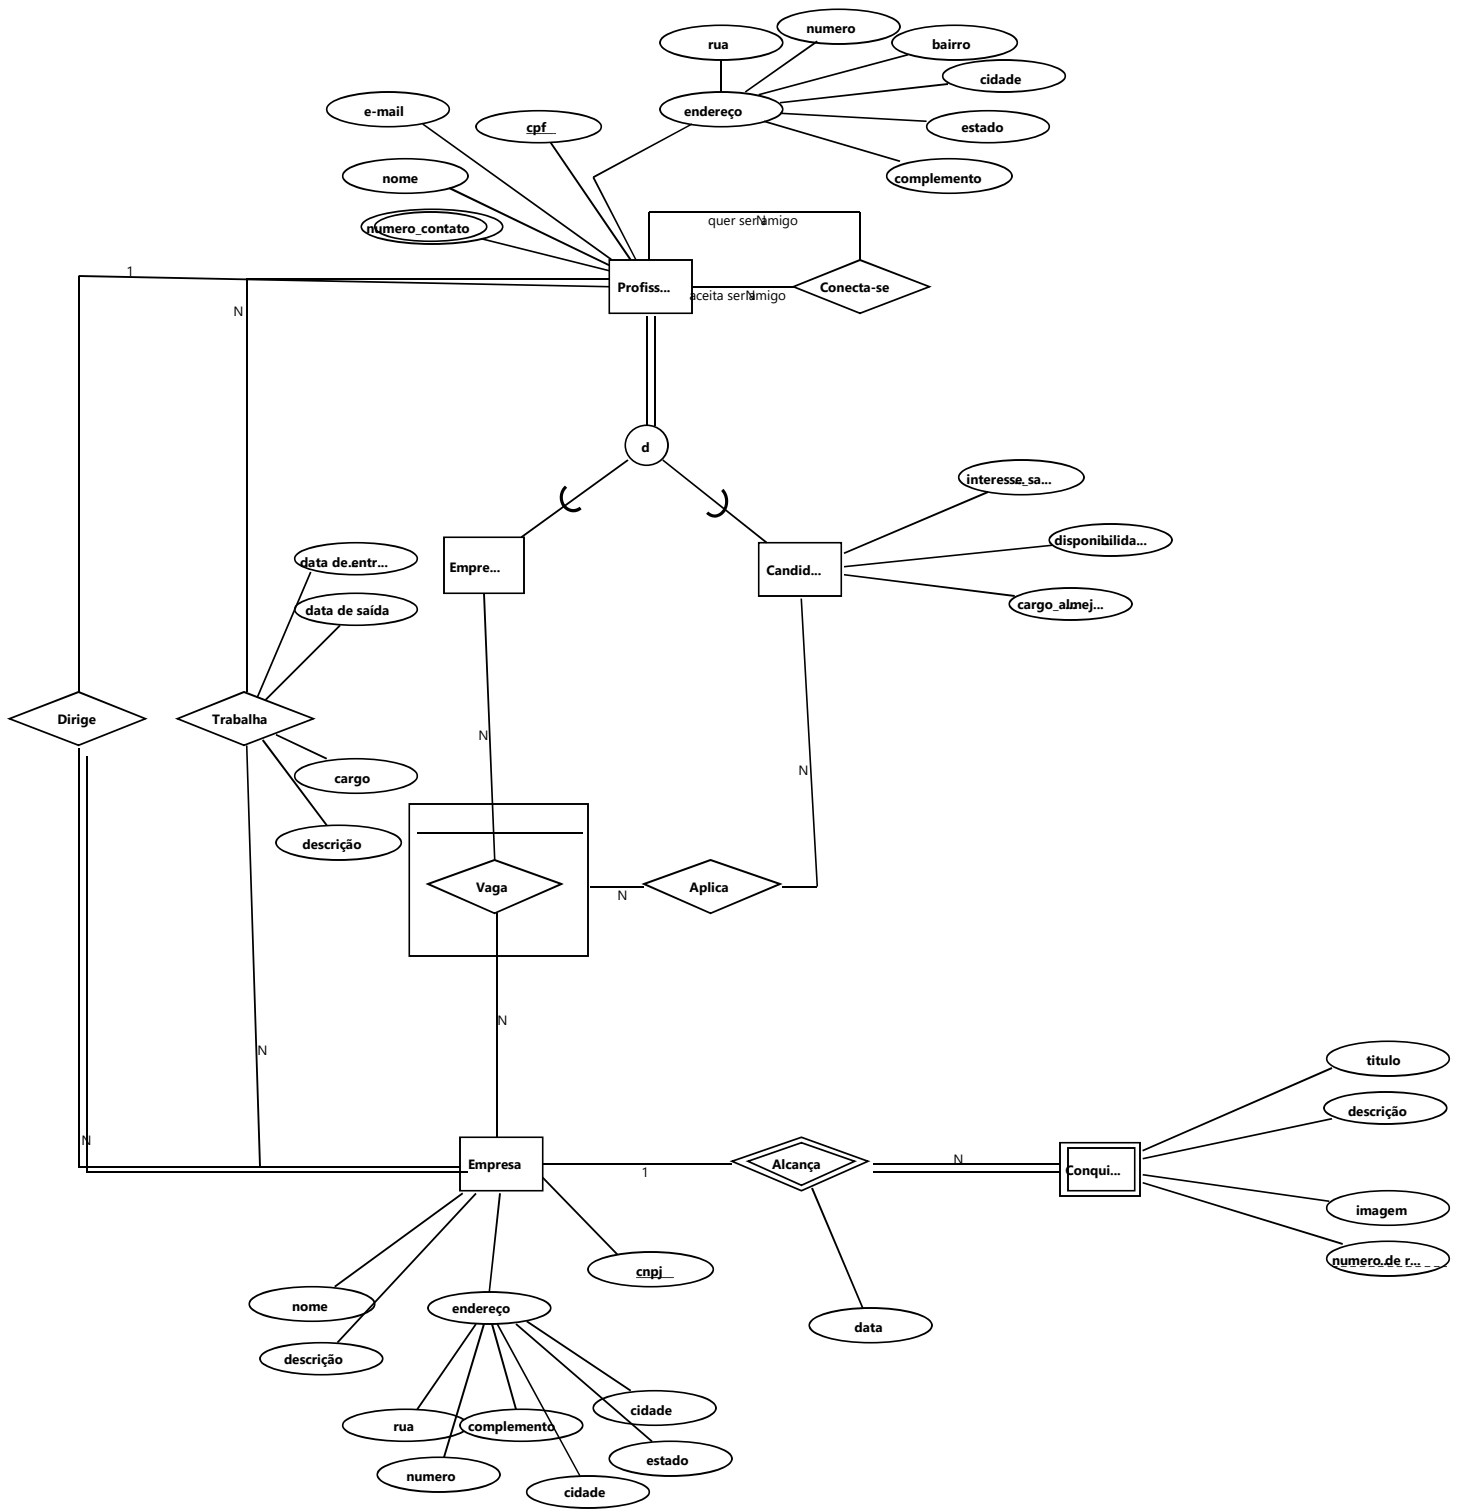 numero
rua
bairro
cidade
e-mail
endereço
cpf
estado
nome
complemento
numero_contato
quer ser amigo
N
1
Profiss...
Conecta-se
aceita ser amigo
N
N
d
interesse_sa...
disponibilida...
data de entr...
Empre...
Candid...
cargo_almej...
data de saída
Dirige
Trabalha
N
N
cargo
descrição
Vaga
N
Aplica
N
N
titulo
descrição
N
Empresa
1
Alcança
N
Conqui...
imagem
numero de r...
cnpj
nome
endereço
data
descrição
cidade
rua
complemento
estado
numero
cidade